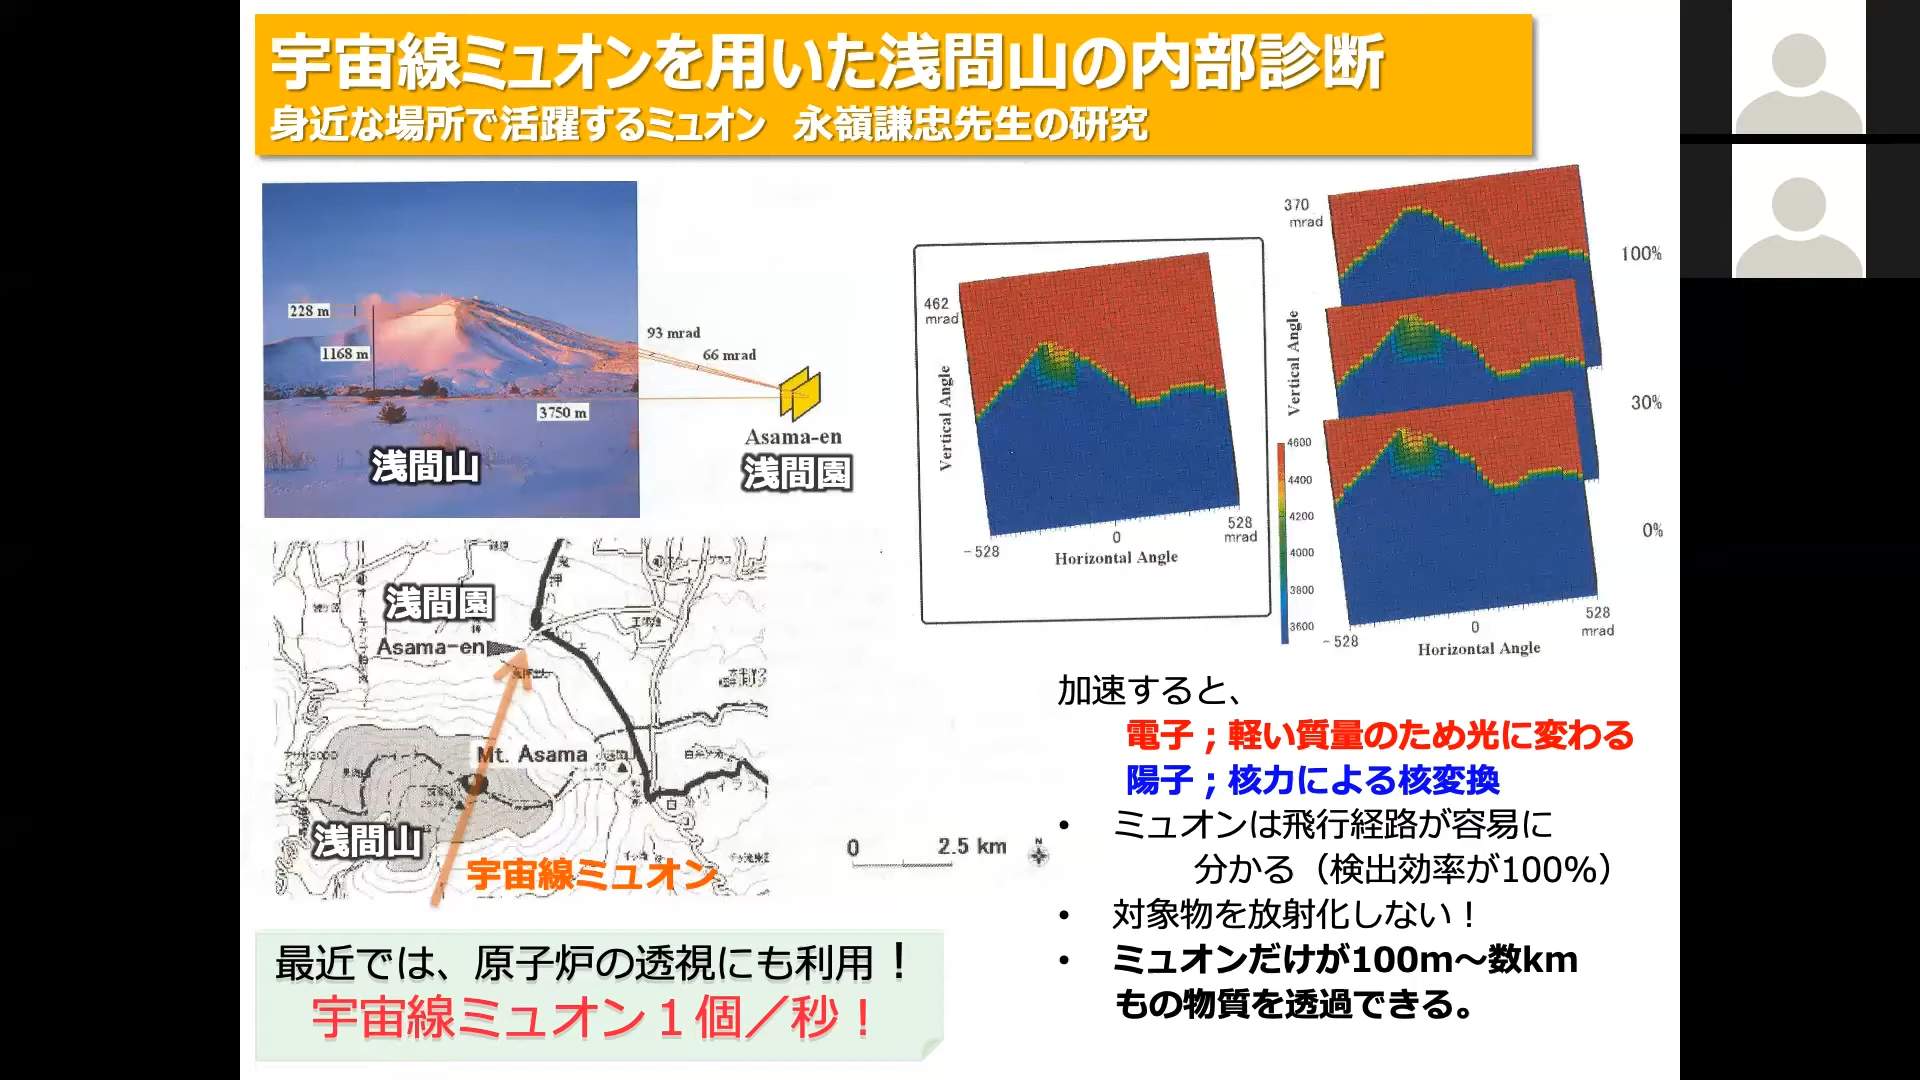 宇宙線ミュオンを用いた浅間山の内部診断
身近な場所で活躍するミュオン　永嶺謙忠先生の研究
228 m
1168 m
3750 m
93 mrad
66 mrad
浅間山
Asama-en
浅間園
浅間園
Asama-en
Mt. Asama
浅間山
宇宙線ミュオン
0
2.5 km
N
462
mrad
Vertical Angle
-528
0
528
mrad
Horizontal Angle
370
mrad
100%
Vertical Angle
30%
0%
4600
4400
4200
4000
3800
3600
-528
0
528
mrad
Horizontal Angle
加速すると、
電子；軽い質量のため光に変わる
陽子；核力による核変換
• ミュオンは飛行経路が容易に
分かる（検出効率が100%）
• 対象物を放射化しない！
• ミュオンだけが100m～数km
もの物質を透過できる。
最近では、原子炉の透視にも利用！
宇宙線ミュオン１個／秒！